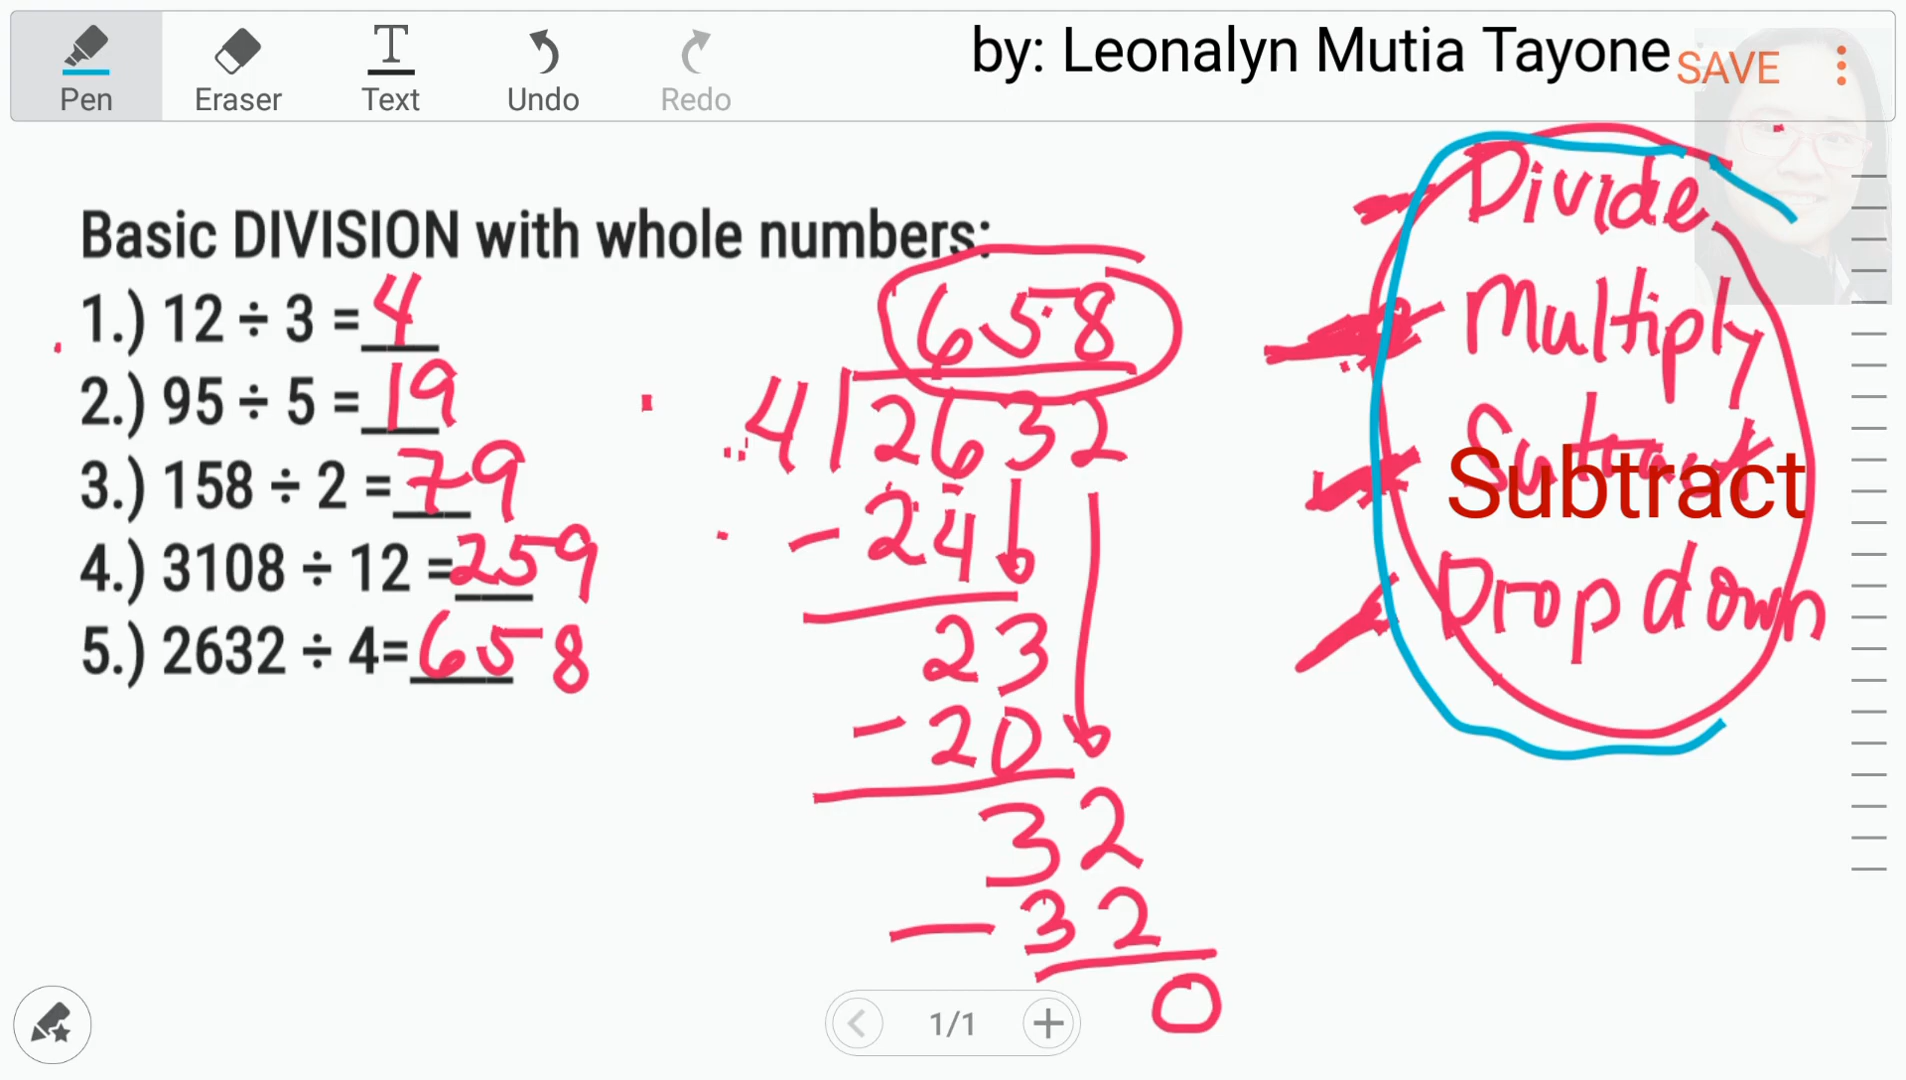 by: Leonalyn Mutia Tayone
SAVE
Pen
Eraser
Text
Undo
Redo
Basic DIVISION with whole numbers:
1.) 12 ÷ 3 = 4
2.) 95 ÷ 5 = 19
3.) 158 ÷ 2 = 79
4.) 3108 ÷ 12 = 259
5.) 2632 ÷ 4= 658
658
4 2632
- 24
23
- 20
32
- 32
0
Divide
Multiply
Subtract
Subtract
Drop down
1/1